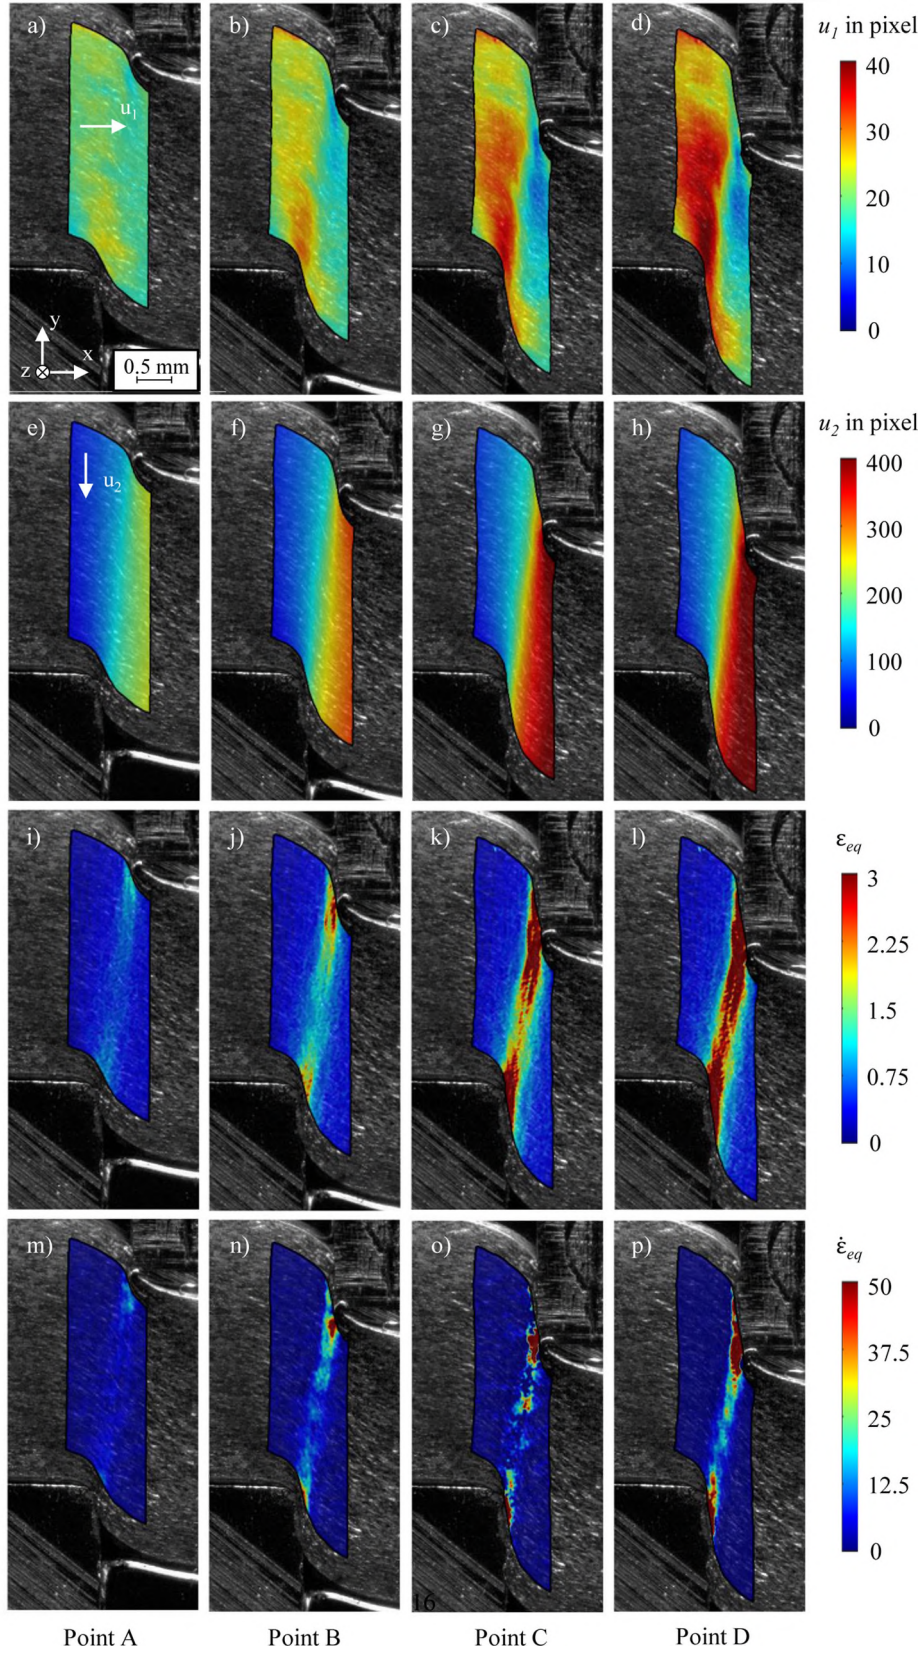 a) b) c) d) u1 in pixel
40
30
20
10
0
u1
y
x
z
0.5 mm
e) f) g) h) u2 in pixel
400
300
200
100
0
u2
i) j) k) l) εeq
3
2.25
1.5
0.75
0
m) n) o) p) ε̇eq
50
37.5
25
12.5
0
16
Point A Point B Point C Point D